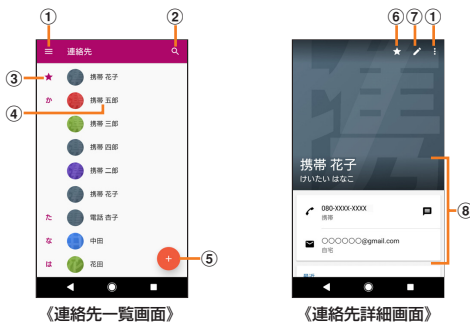 ① ②
連絡先
③ ★ 携帯 花子
か 携帯 五郎
④
携帯 三郎
携帯 四郎
携帯 二郎
携帯 花子
た 電話 杏子
な 中田
は 花田
+ ⑤
《連絡先一覧画面》
⑥ ⑦ ①
携
携帯 花子
けいたい はなこ
080-XXXX-XXXX
携帯
⑧
〇〇〇〇〇〇@gmail.com
自宅
《連絡先詳細画面》